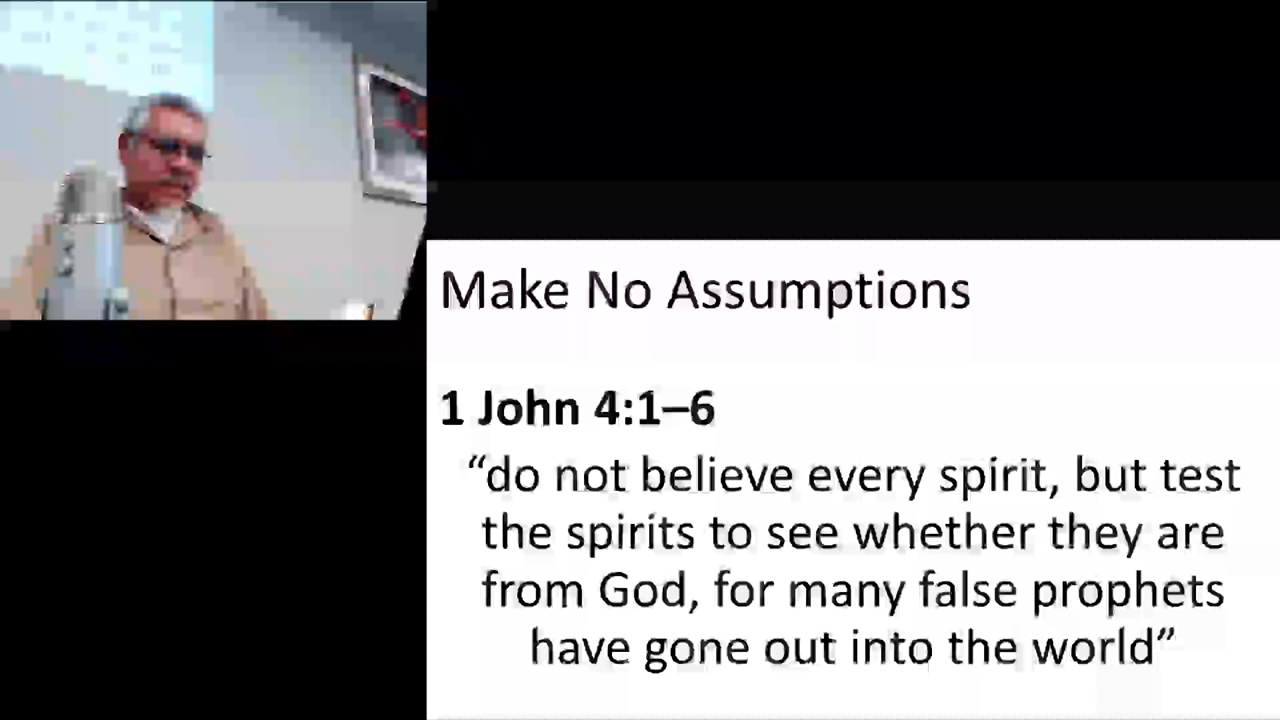 Make No Assumptions
1 John 4:1–6
“do not believe every spirit, but test
the spirits to see whether they are
from God, for many false prophets
have gone out into the world”